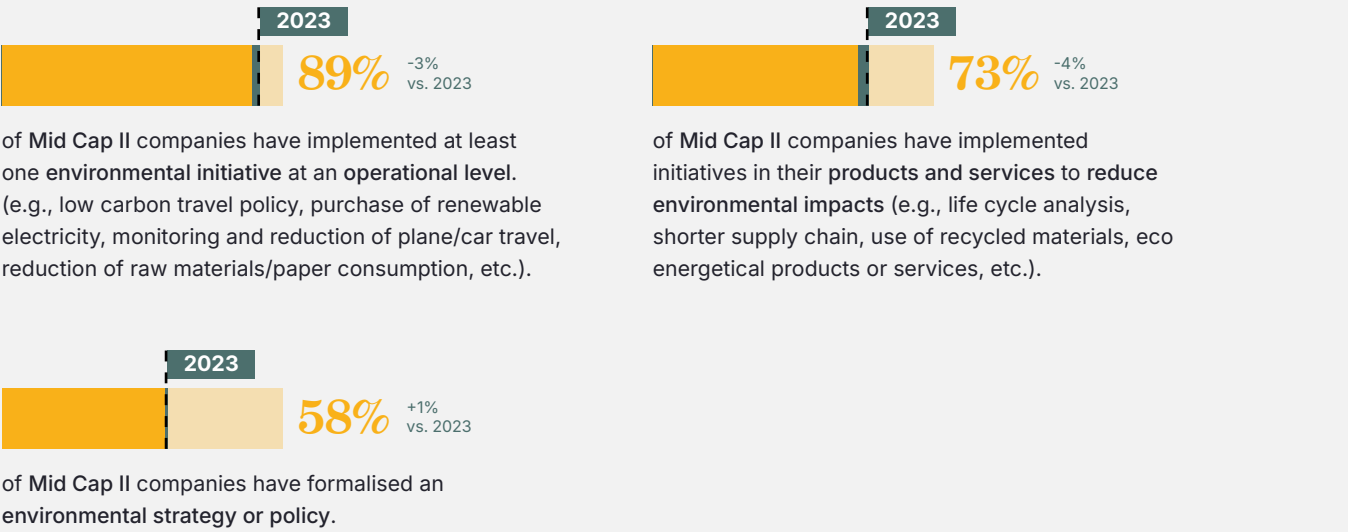 2023
89%
-3%
vs. 2023
of Mid Cap II companies have implemented at least
one environmental initiative at an operational level.
(e.g., low carbon travel policy, purchase of renewable
electricity, monitoring and reduction of plane/car travel,
reduction of raw materials/paper consumption, etc.).
2023
73%
-4%
vs. 2023
of Mid Cap II companies have implemented
initiatives in their products and services to reduce
environmental impacts (e.g., life cycle analysis,
shorter supply chain, use of recycled materials, eco
energetical products or services, etc.).
2023
58%
+1%
vs. 2023
of Mid Cap II companies have formalised an
environmental strategy or policy.